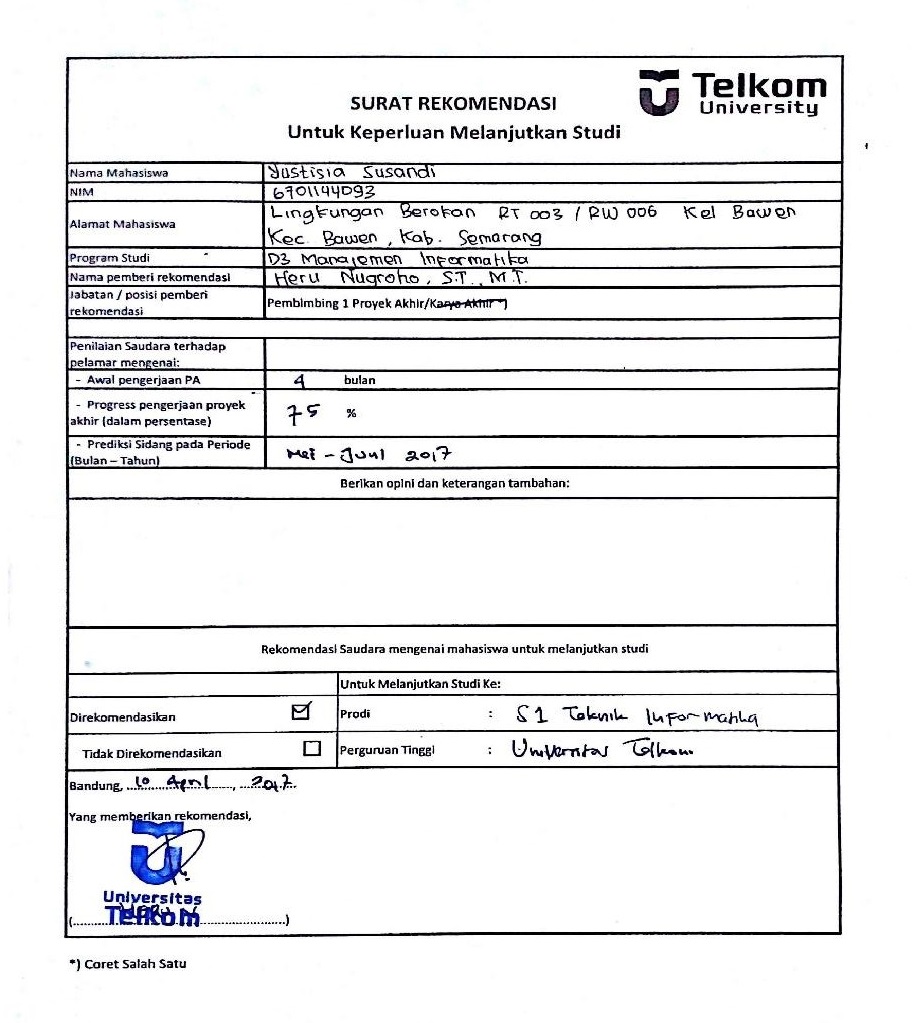 Telkom
University
SURAT REKOMENDASI
Untuk Keperluan Melanjutkan Studi
Nama Mahasiswa Yustisia Susandi
NIM 6701144093
Alamat Mahasiswa Lingkungan Berokan RT 003 / RW 006 Kel Bawen
Kec. Bawen, Kab. Semarang
Program Studi D3 Manajemen Informatika
Nama pemberi rekomendasi Heru Nugroho, S.T., M.T.
Jabatan / posisi pemberi
rekomendasi Pembimbing 1 Proyek Akhir/Karya Akhir *)
Penilaian Saudara terhadap
pelamar mengenai:
- Awal pengerjaan PA 4 bulan
- Progress pengerjaan proyek
akhir (dalam persentase) 75 %
- Prediksi Sidang pada Periode
(Bulan – Tahun) Mei - Juni 2017
Berikan opini dan keterangan tambahan:
Rekomendasi Saudara mengenai mahasiswa untuk melanjutkan studi
Untuk Melanjutkan Studi Ke:
Direkomendasikan ☑ Prodi : S1 Teknik Informatika
Tidak Direkomendasikan ☐ Perguruan Tinggi : Universitas Telkom
Bandung, 10 April, 2017
Yang memberikan rekomendasi,
Universitas
Telkom
(..........................)
*) Coret Salah Satu